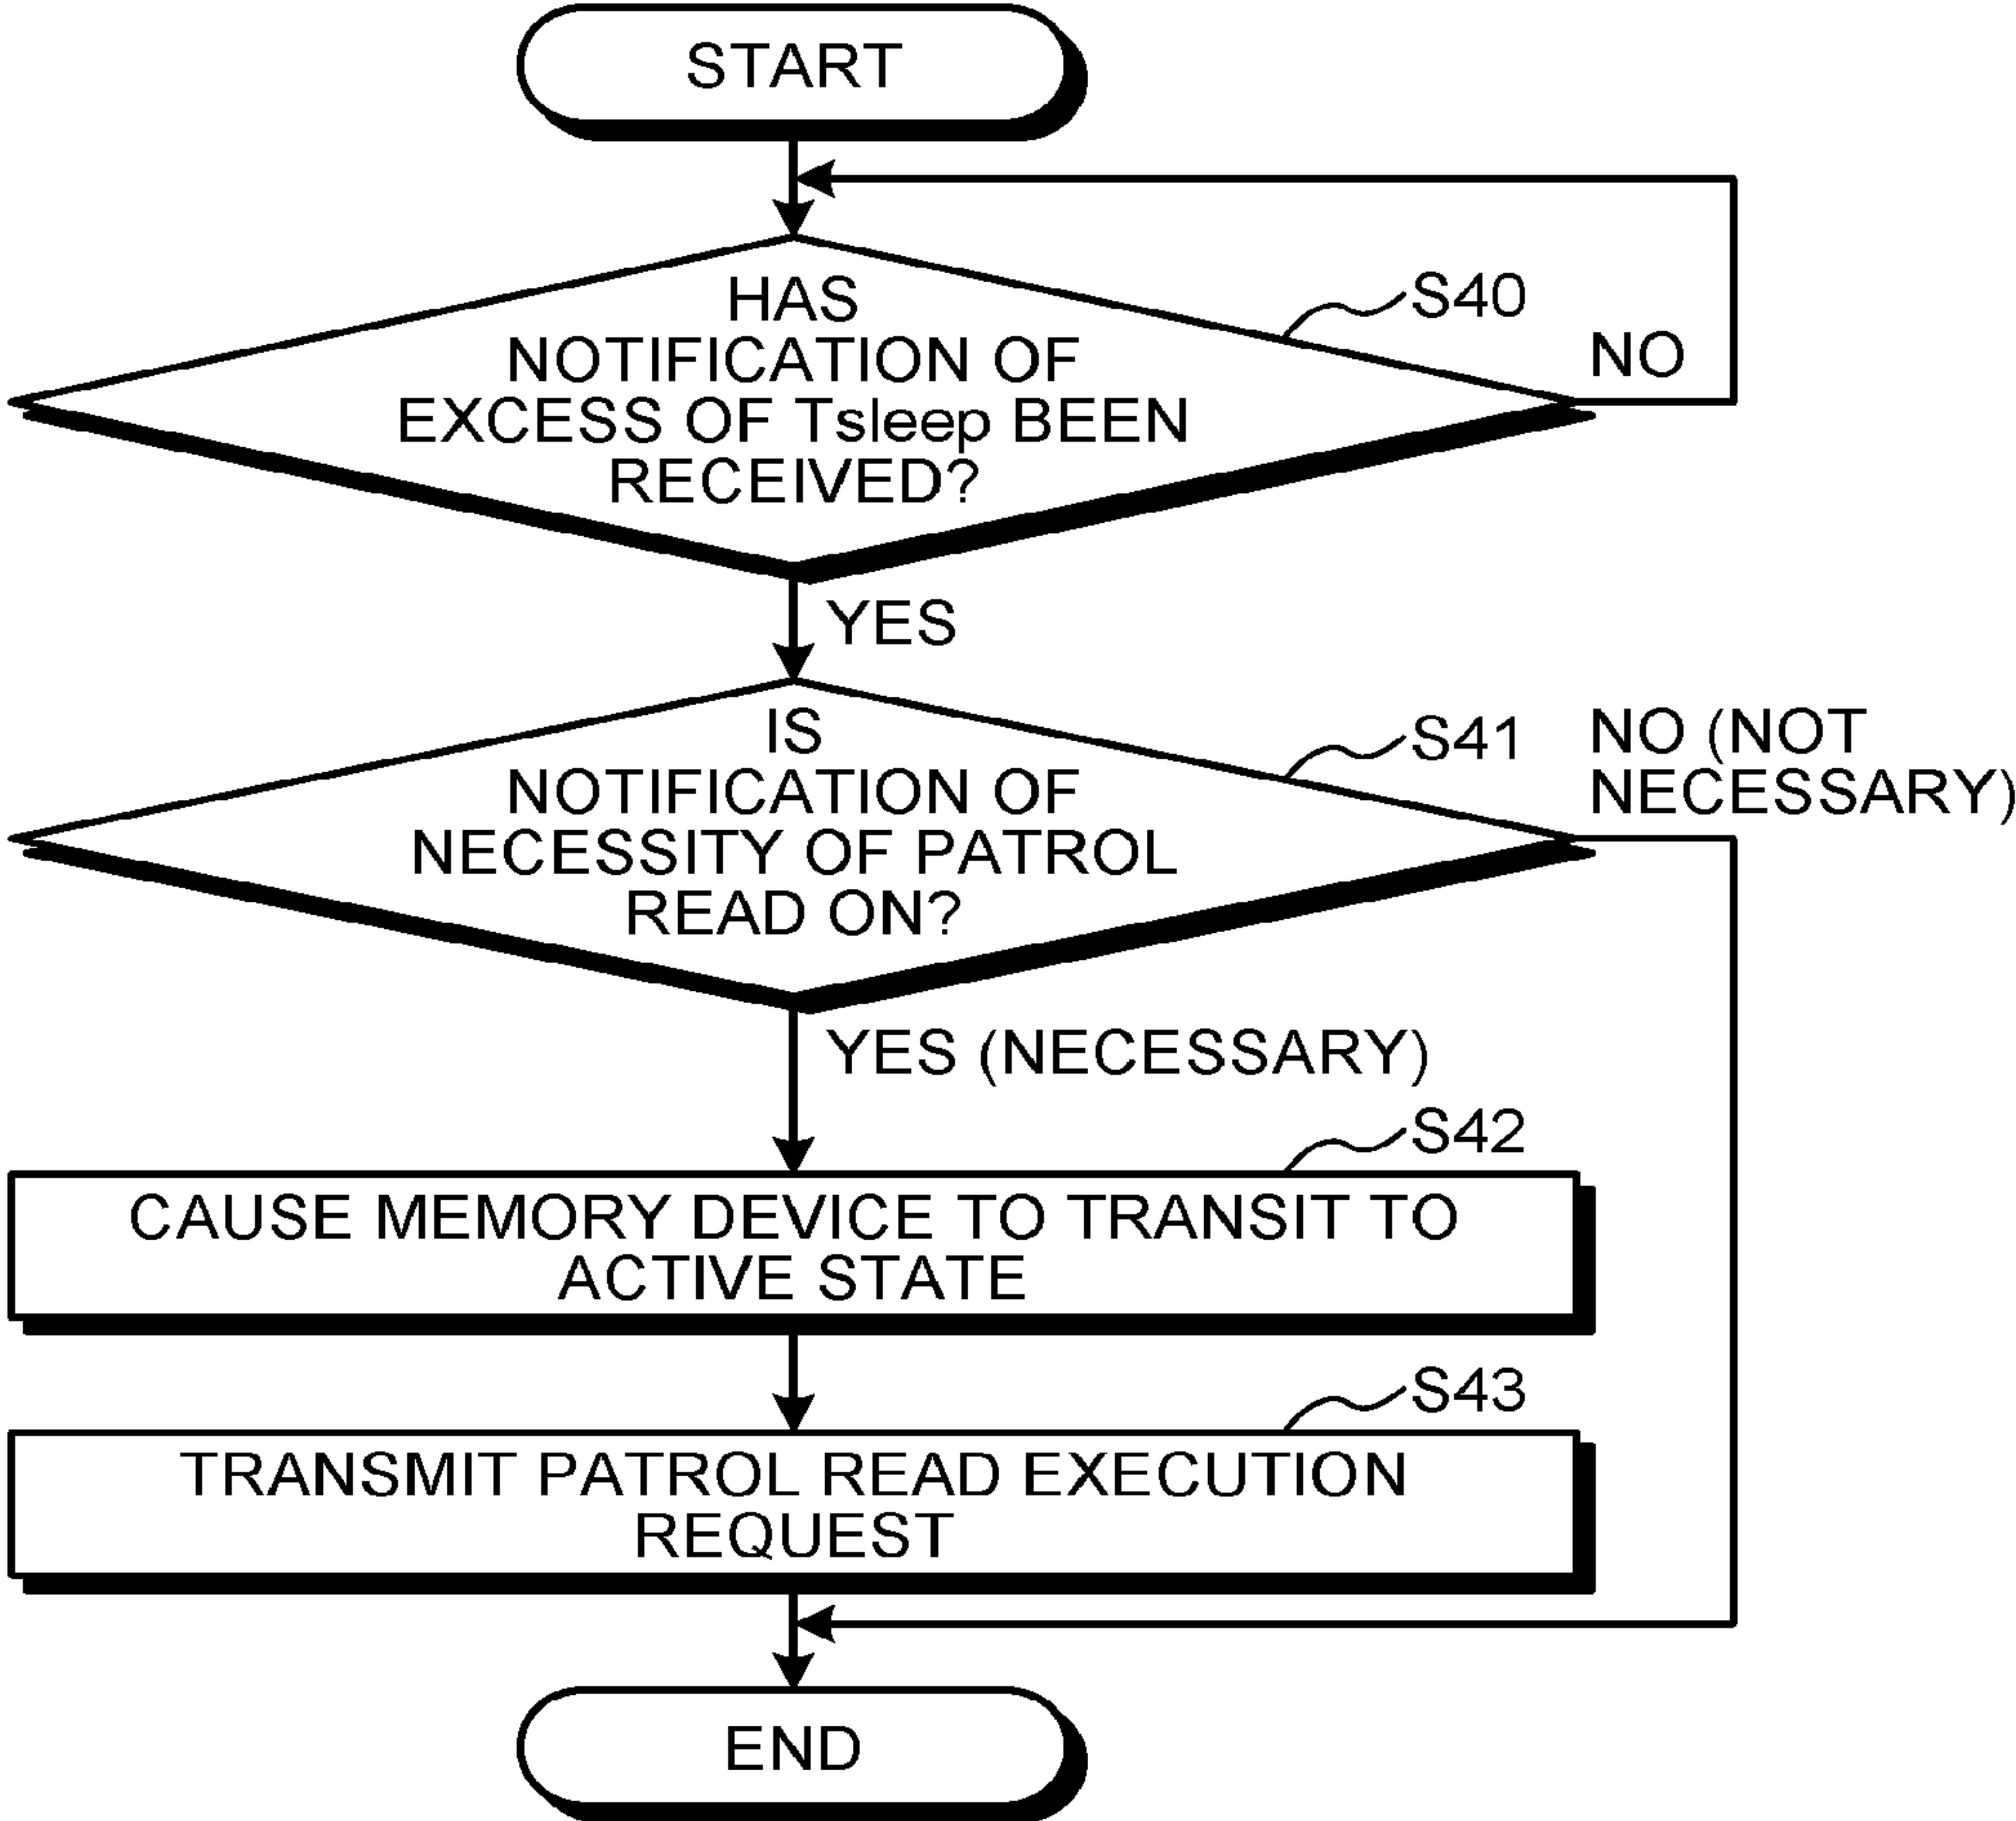 START
HAS
NOTIFICATION OF
EXCESS OF Tsleep BEEN
RECEIVED?
S40
NO
YES
IS
NOTIFICATION OF
NECESSITY OF PATROL
READ ON?
S41
NO (NOT
NECESSARY)
YES (NECESSARY)
S42
CAUSE MEMORY DEVICE TO TRANSIT TO
ACTIVE STATE
S43
TRANSMIT PATROL READ EXECUTION
REQUEST
END